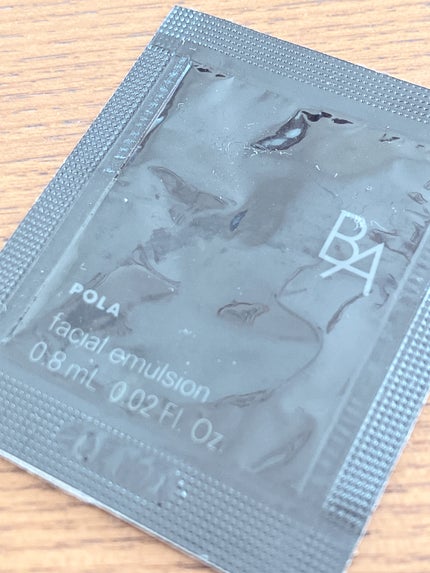 BA
POLA
facial emulsion
0.8 mL 0.02 Fl. Oz.